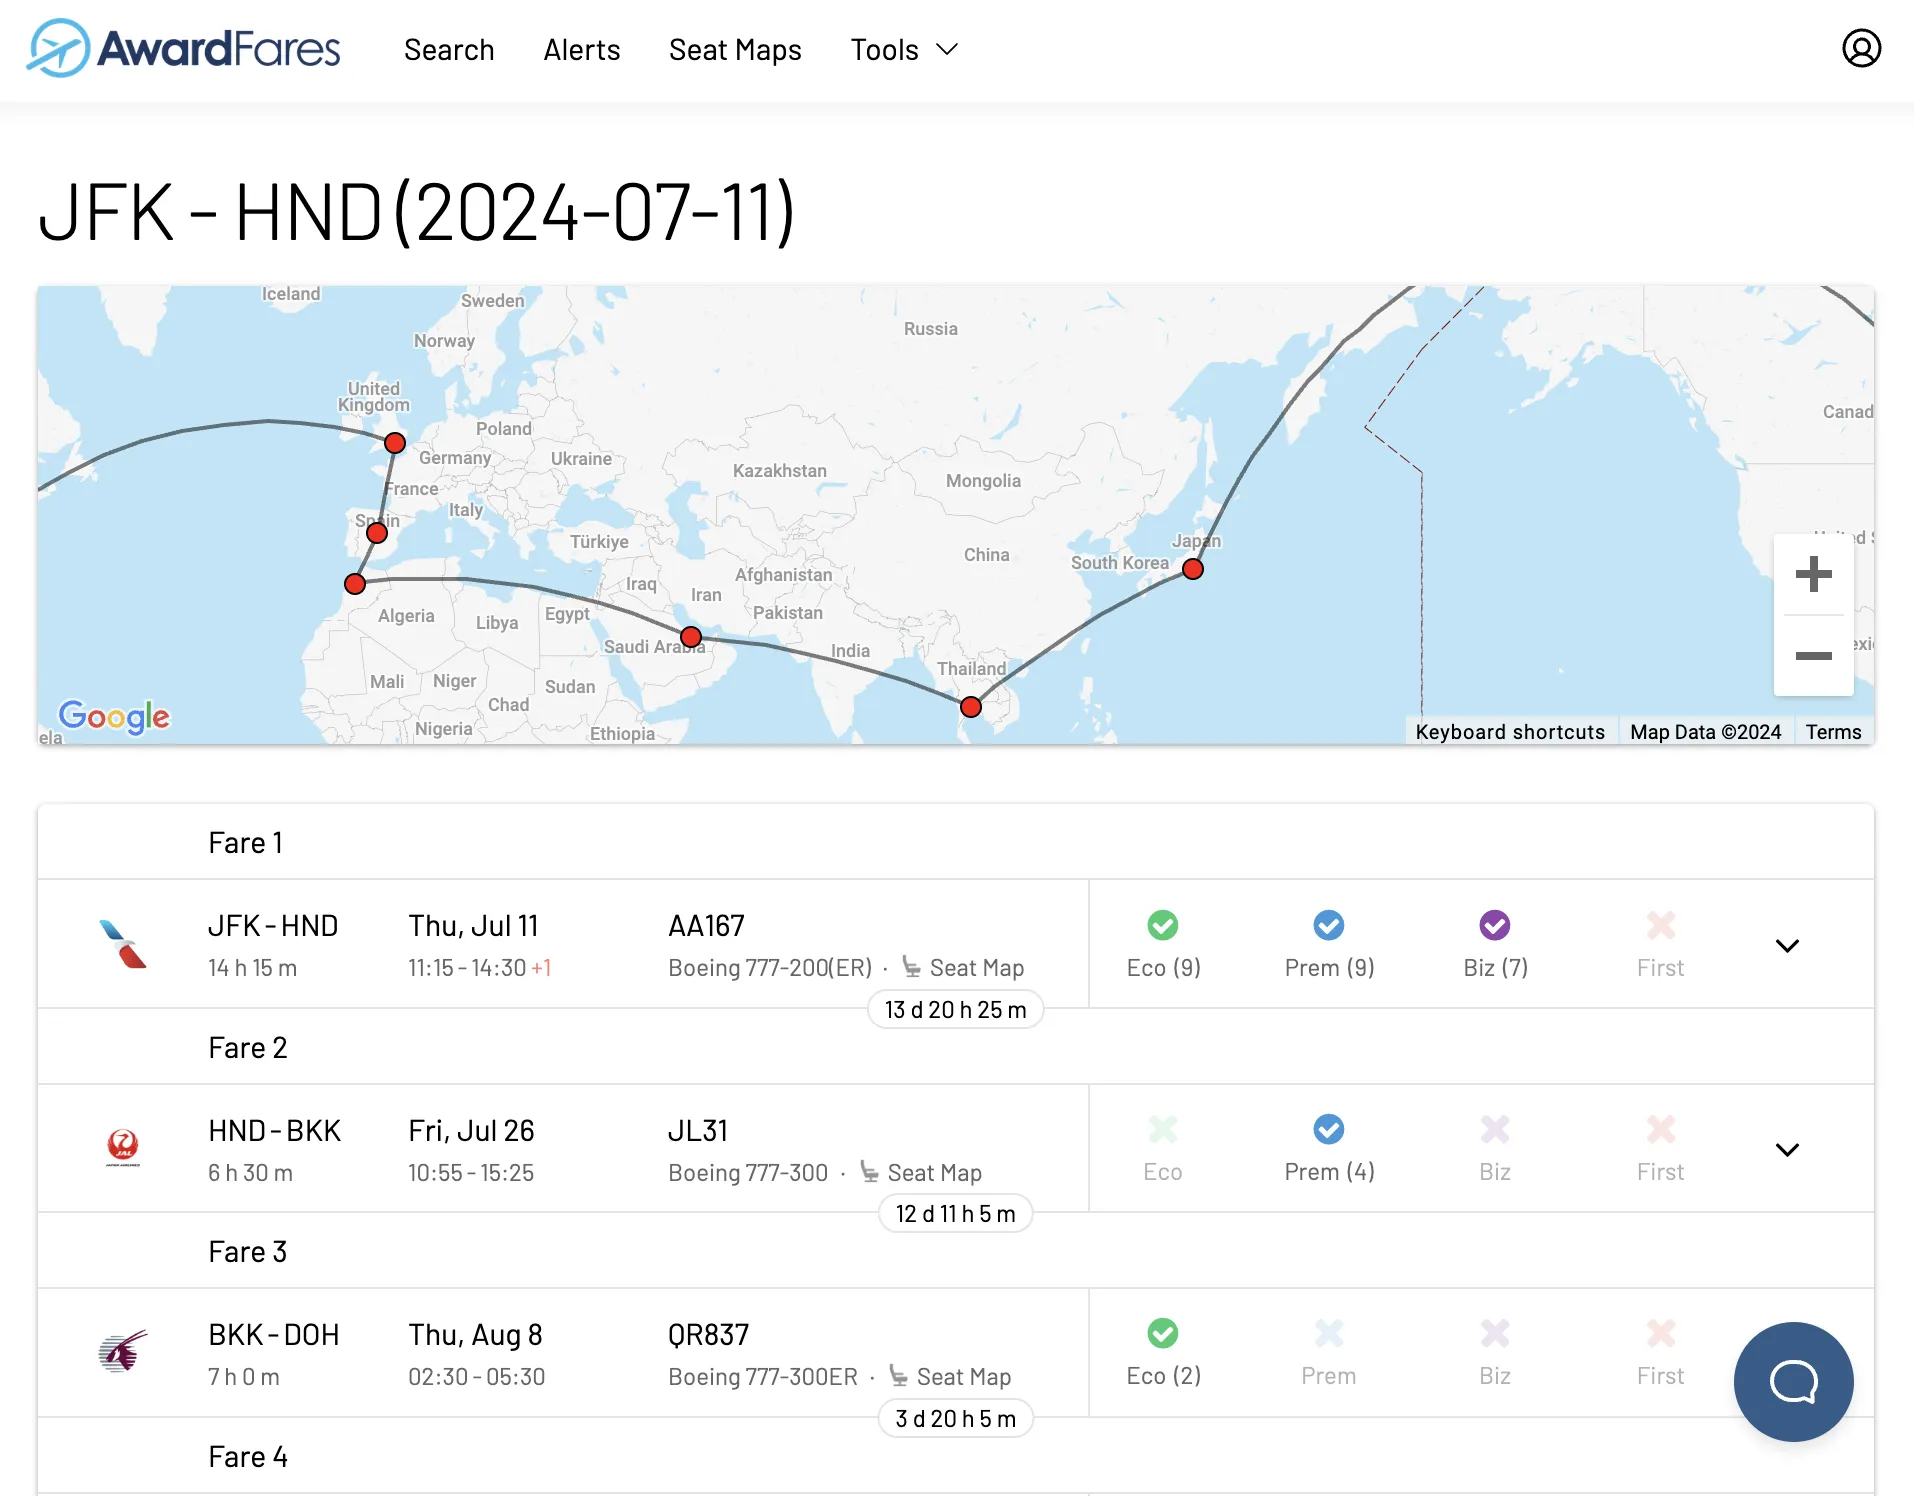 AwardFares Search Alerts Seat Maps Tools
JFK - HND (2024-07-11)
Iceland
Sweden
Russia
Norway
United
Kingdom
Canad
Poland
Germany
Ukraine
Kazakhstan
Mongolia
France
Italy
Spain
Türkiye
Japan
China
South Korea
Afghanistan
Iraq
Iran
Algeria
Libya
Egypt
Pakistan
Saudi Arabia
India
Thailand
Mali
Niger
Sudan
Chad
Nigeria
Ethiopia
ela
Google
Keyboard shortcuts Map Data ©2024 Terms
Fare 1
JFK - HND Thu, Jul 11 AA167
14 h 15 m 11:15 - 14:30 +1 Boeing 777-200(ER) · Seat Map Eco (9) Prem (9) Biz (7) First
13 d 20 h 25 m
Fare 2
HND - BKK Fri, Jul 26 JL31
JAL
JAPAN AIRLINES
6 h 30 m 10:55 - 15:25 Boeing 777-300 · Seat Map Eco Prem (4) Biz First
12 d 11 h 5 m
Fare 3
BKK - DOH Thu, Aug 8 QR837
7 h 0 m 02:30 - 05:30 Boeing 777-300ER · Seat Map Eco (2) Prem Biz First
3 d 20 h 5 m
Fare 4